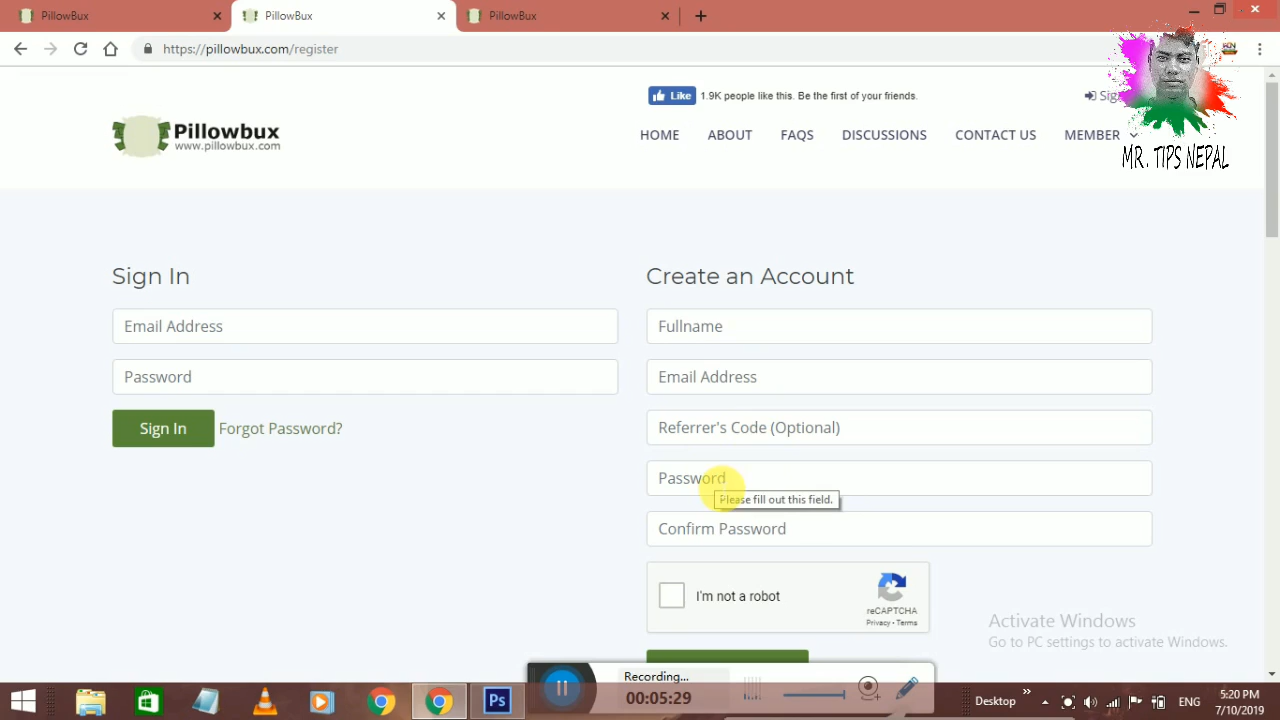 PillowBux
PillowBux
PillowBux
https://pillowbux.com/register
Like 1.9K people like this. Be the first of your friends.
Sig
Pillowbux
www.pillowbux.com
HOME ABOUT FAQS DISCUSSIONS CONTACT US MEMBER
MR. TIPS NEPAL
Sign In
Email Address
Password
Sign In Forgot Password?
Create an Account
Fullname
Email Address
Referrer's Code (Optional)
Password
Please fill out this field.
Confirm Password
I'm not a robot
reCAPTCHA
Privacy - Terms
Activate Windows
Go to PC settings to activate Windows.
Recording...
00:05:29
Ps
Desktop
ENG
5:20 PM
7/10/2019